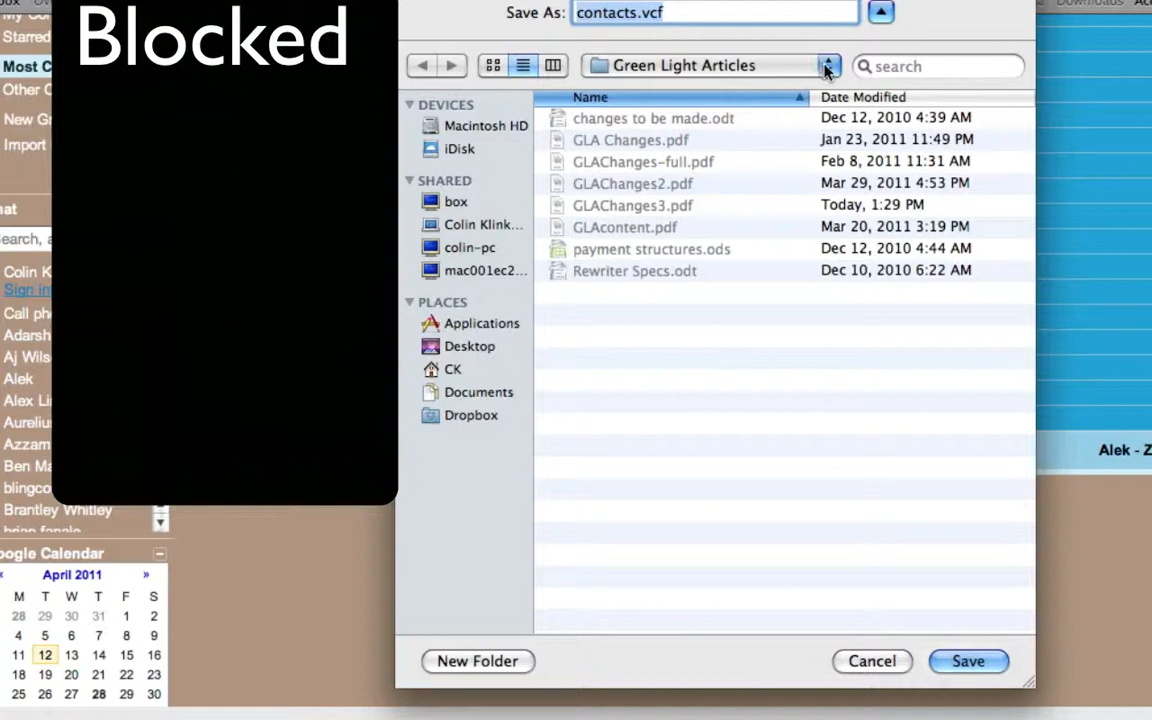 Blocked
Starred
Most C
Other C
New Gr
Import
hat
Search, a
Colin K
Sign in
Call pho
Adarsh
Aj Wils
Alek
Alex Li
Aurelius
Azzam
Ben Ma
blingco
Brantley Whitley
brian fanale
oogle Calendar
« April 2011 »
M T W T F S
28 29 30 31 1 2
4 5 6 7 8 9
11 12 13 14 15 16
18 19 20 21 22 23
25 26 27 28 29 30
Save As: contacts.vcf
Green Light Articles
search
DEVICES
Macintosh HD
iDisk
SHARED
box
Colin Klink...
colin-pc
mac001ec2...
PLACES
Applications
Desktop
CK
Documents
Dropbox
Name Date Modified
changes to be made.odt Dec 12, 2010 4:39 AM
GLA Changes.pdf Jan 23, 2011 11:49 PM
GLAChanges-full.pdf Feb 8, 2011 11:31 AM
GLAChanges2.pdf Mar 29, 2011 4:53 PM
GLAChanges3.pdf Today, 1:29 PM
GLAcontent.pdf Mar 20, 2011 3:19 PM
payment structures.ods Dec 12, 2010 4:44 AM
Rewriter Specs.odt Dec 10, 2010 6:22 AM
New Folder Cancel Save
Downloads
Alek - Z